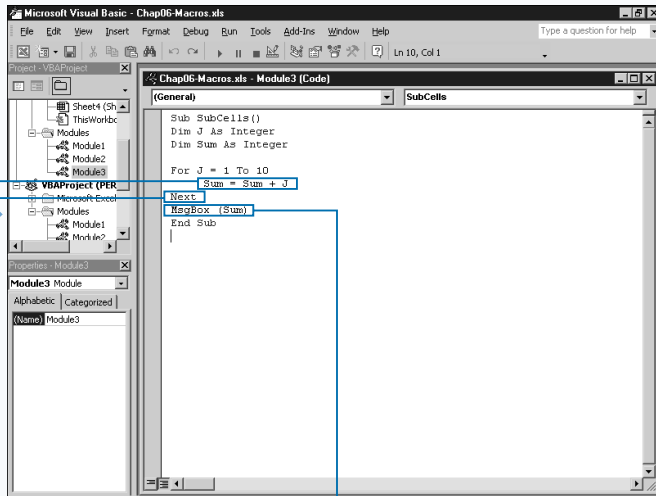 Microsoft Visual Basic - Chap06-Macros.xls
File Edit View Insert Format Debug Run Tools Add-Ins Window Help
Type a question for help
Ln 10, Col 1
Project - VBAProject
Sheet4 (Sh
ThisWorkbo
Modules
Module1
Module2
Module3
VBAProject (PER
Microsoft Excel
Modules
Module1
Module2
Properties - Module3
Module3 Module
Alphabetic Categorized
(Name) Module3
Chap06-Macros.xls - Module3 (Code)
(General) SubCells
Sub SubCells()
Dim J As Integer
Dim Sum As Integer
For J = 1 To 10
Sum = Sum + J
Next
MsgBox (Sum)
End Sub